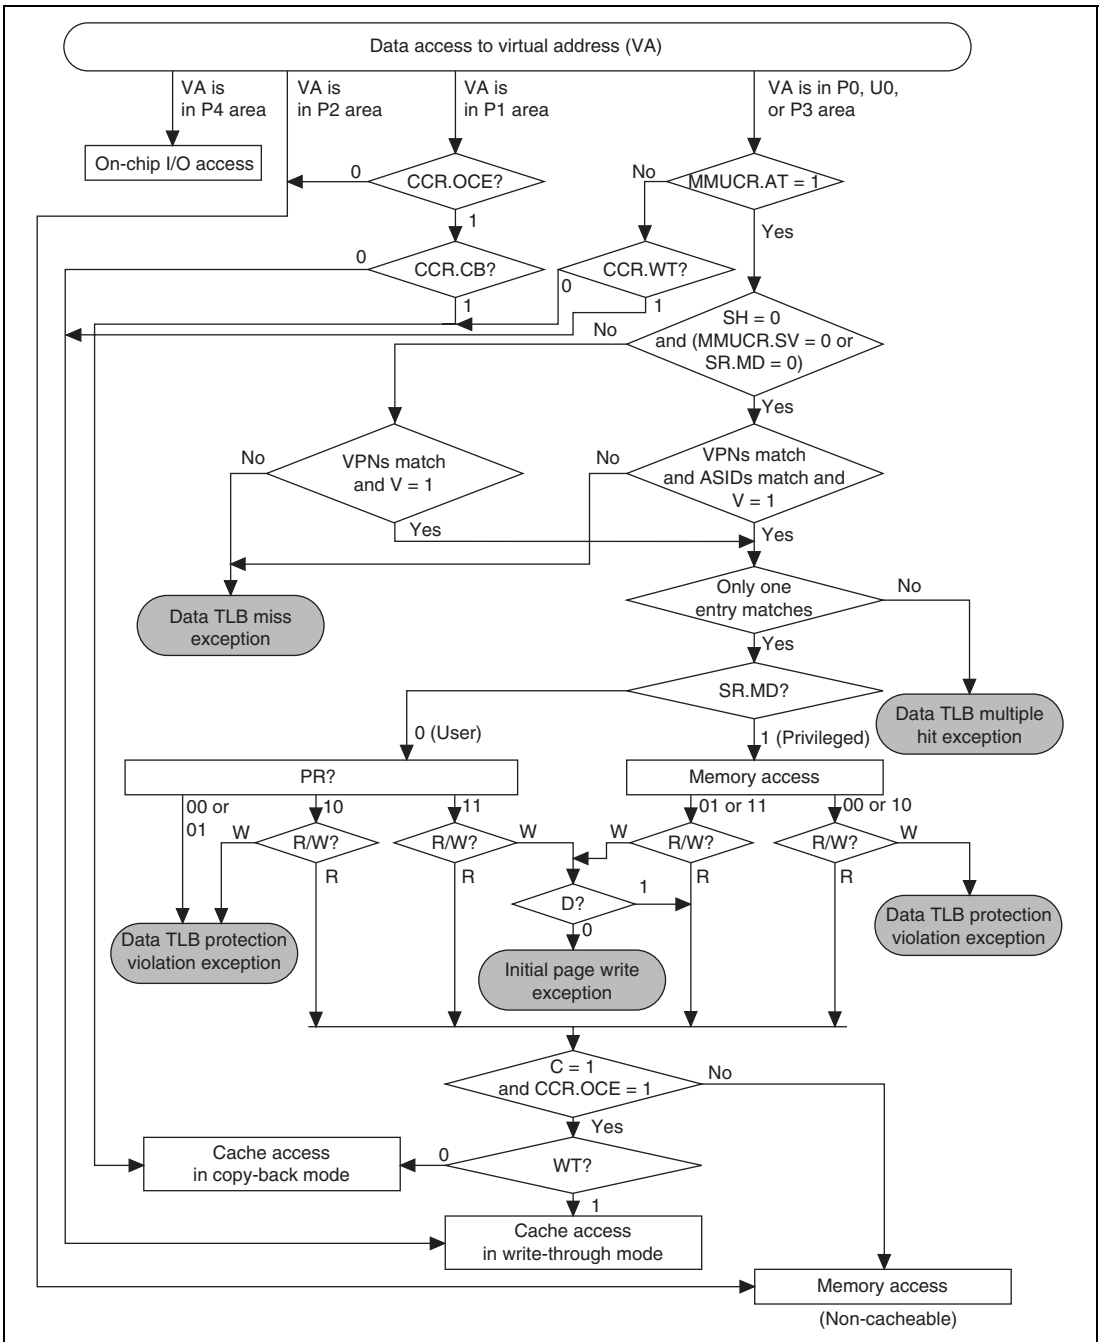 Data access to virtual address (VA)
VA is
in P4 area
VA is
in P2 area
VA is
in P1 area
VA is in P0, U0,
or P3 area
On-chip I/O access
0
CCR.OCE?
No
MMUCR.AT = 1
1
Yes
0
CCR.CB?
CCR.WT?
0
1
1
No
SH = 0
and (MMUCR.SV = 0 or
SR.MD = 0)
Yes
No
VPNs match
and V = 1
No
VPNs match
and ASIDs match and
V = 1
Yes
Yes
Only one
entry matches
No
Data TLB miss
exception
Yes
SR.MD?
Data TLB multiple
hit exception
0 (User)
1 (Privileged)
PR?
Memory access
00 or
01
10
11
01 or 11
00 or 10
W
R/W?
R/W?
W
W
R/W?
R/W?
W
R
R
R
R
D?
1
0
Data TLB protection
violation exception
Initial page write
exception
Data TLB protection
violation exception
C = 1
and CCR.OCE = 1
No
Yes
Cache access
in copy-back mode
0
WT?
1
Cache access
in write-through mode
Memory access
(Non-cacheable)